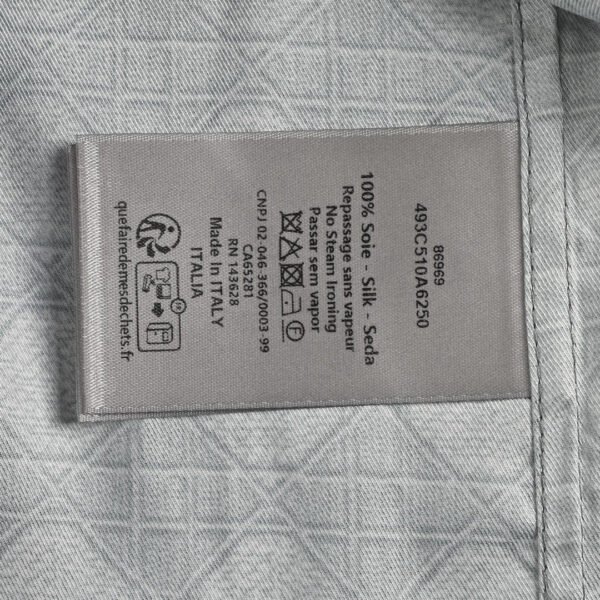 86969
493C510A6250
100% Soie - Silk - Seda
Repassage sans vapeur
No Steam Ironing
Passar sem vapor
F
CNPJ 02-046-366/0003-99
CA65281
RN 143628
Made In ITALY
ITALIA
FR
quefairedemesdechets.fr